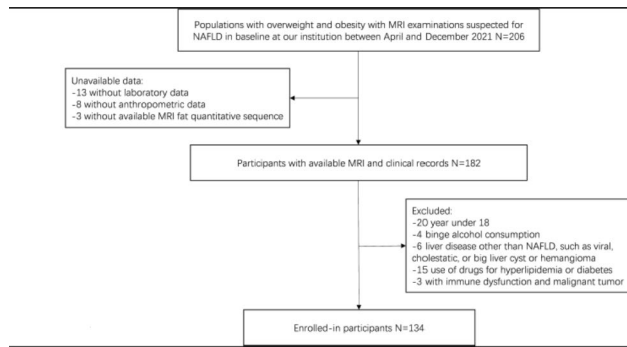 Populations with overweight and obesity with MRI examinations suspected for
NAFLD in baseline at our institution between April and December 2021 N=206
Unavailable data:
-13 without laboratory data
-8 without anthropometric data
-3 without available MRI fat quantitative sequence
Participants with available MRI and clinical records N=182
Excluded:
-20 year under 18
-4 binge alcohol consumption
-6 liver disease other than NAFLD, such as viral,
cholestatic, or big liver cyst or hemangioma
-15 use of drugs for hyperlipidemia or diabetes
-3 with immune dysfunction and malignant tumor
Enrolled-in participants N=134